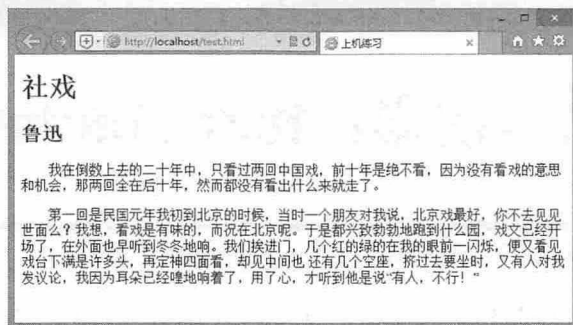 http://localhost/test.html
上机练习
社戏
鲁迅
我在倒数上去的二十年中，只看过两回中国戏，前十年是绝不看，因为没有看戏的意思
和机会，那两回全在后十年，然而都没有看出什么来就走了。
第一回是民国元年我初到北京的时候，当时一个朋友对我说，北京戏最好，你不去见见
世面么？我想，看戏是有味的，而况在北京呢。于是都兴致勃勃地跑到什么园，戏文已经开
场了，在外面也早听到冬冬地响。我们挨进门，几个红的绿的在我的眼前一闪烁，便又看见
戏台下满是许多头，再定神四面看，却见中间也 还有几个空座，挤过去要坐时，又有人对我
发议论，我因为耳朵已经喤地响着了，用了心，才听到他是说“有人，不行！”